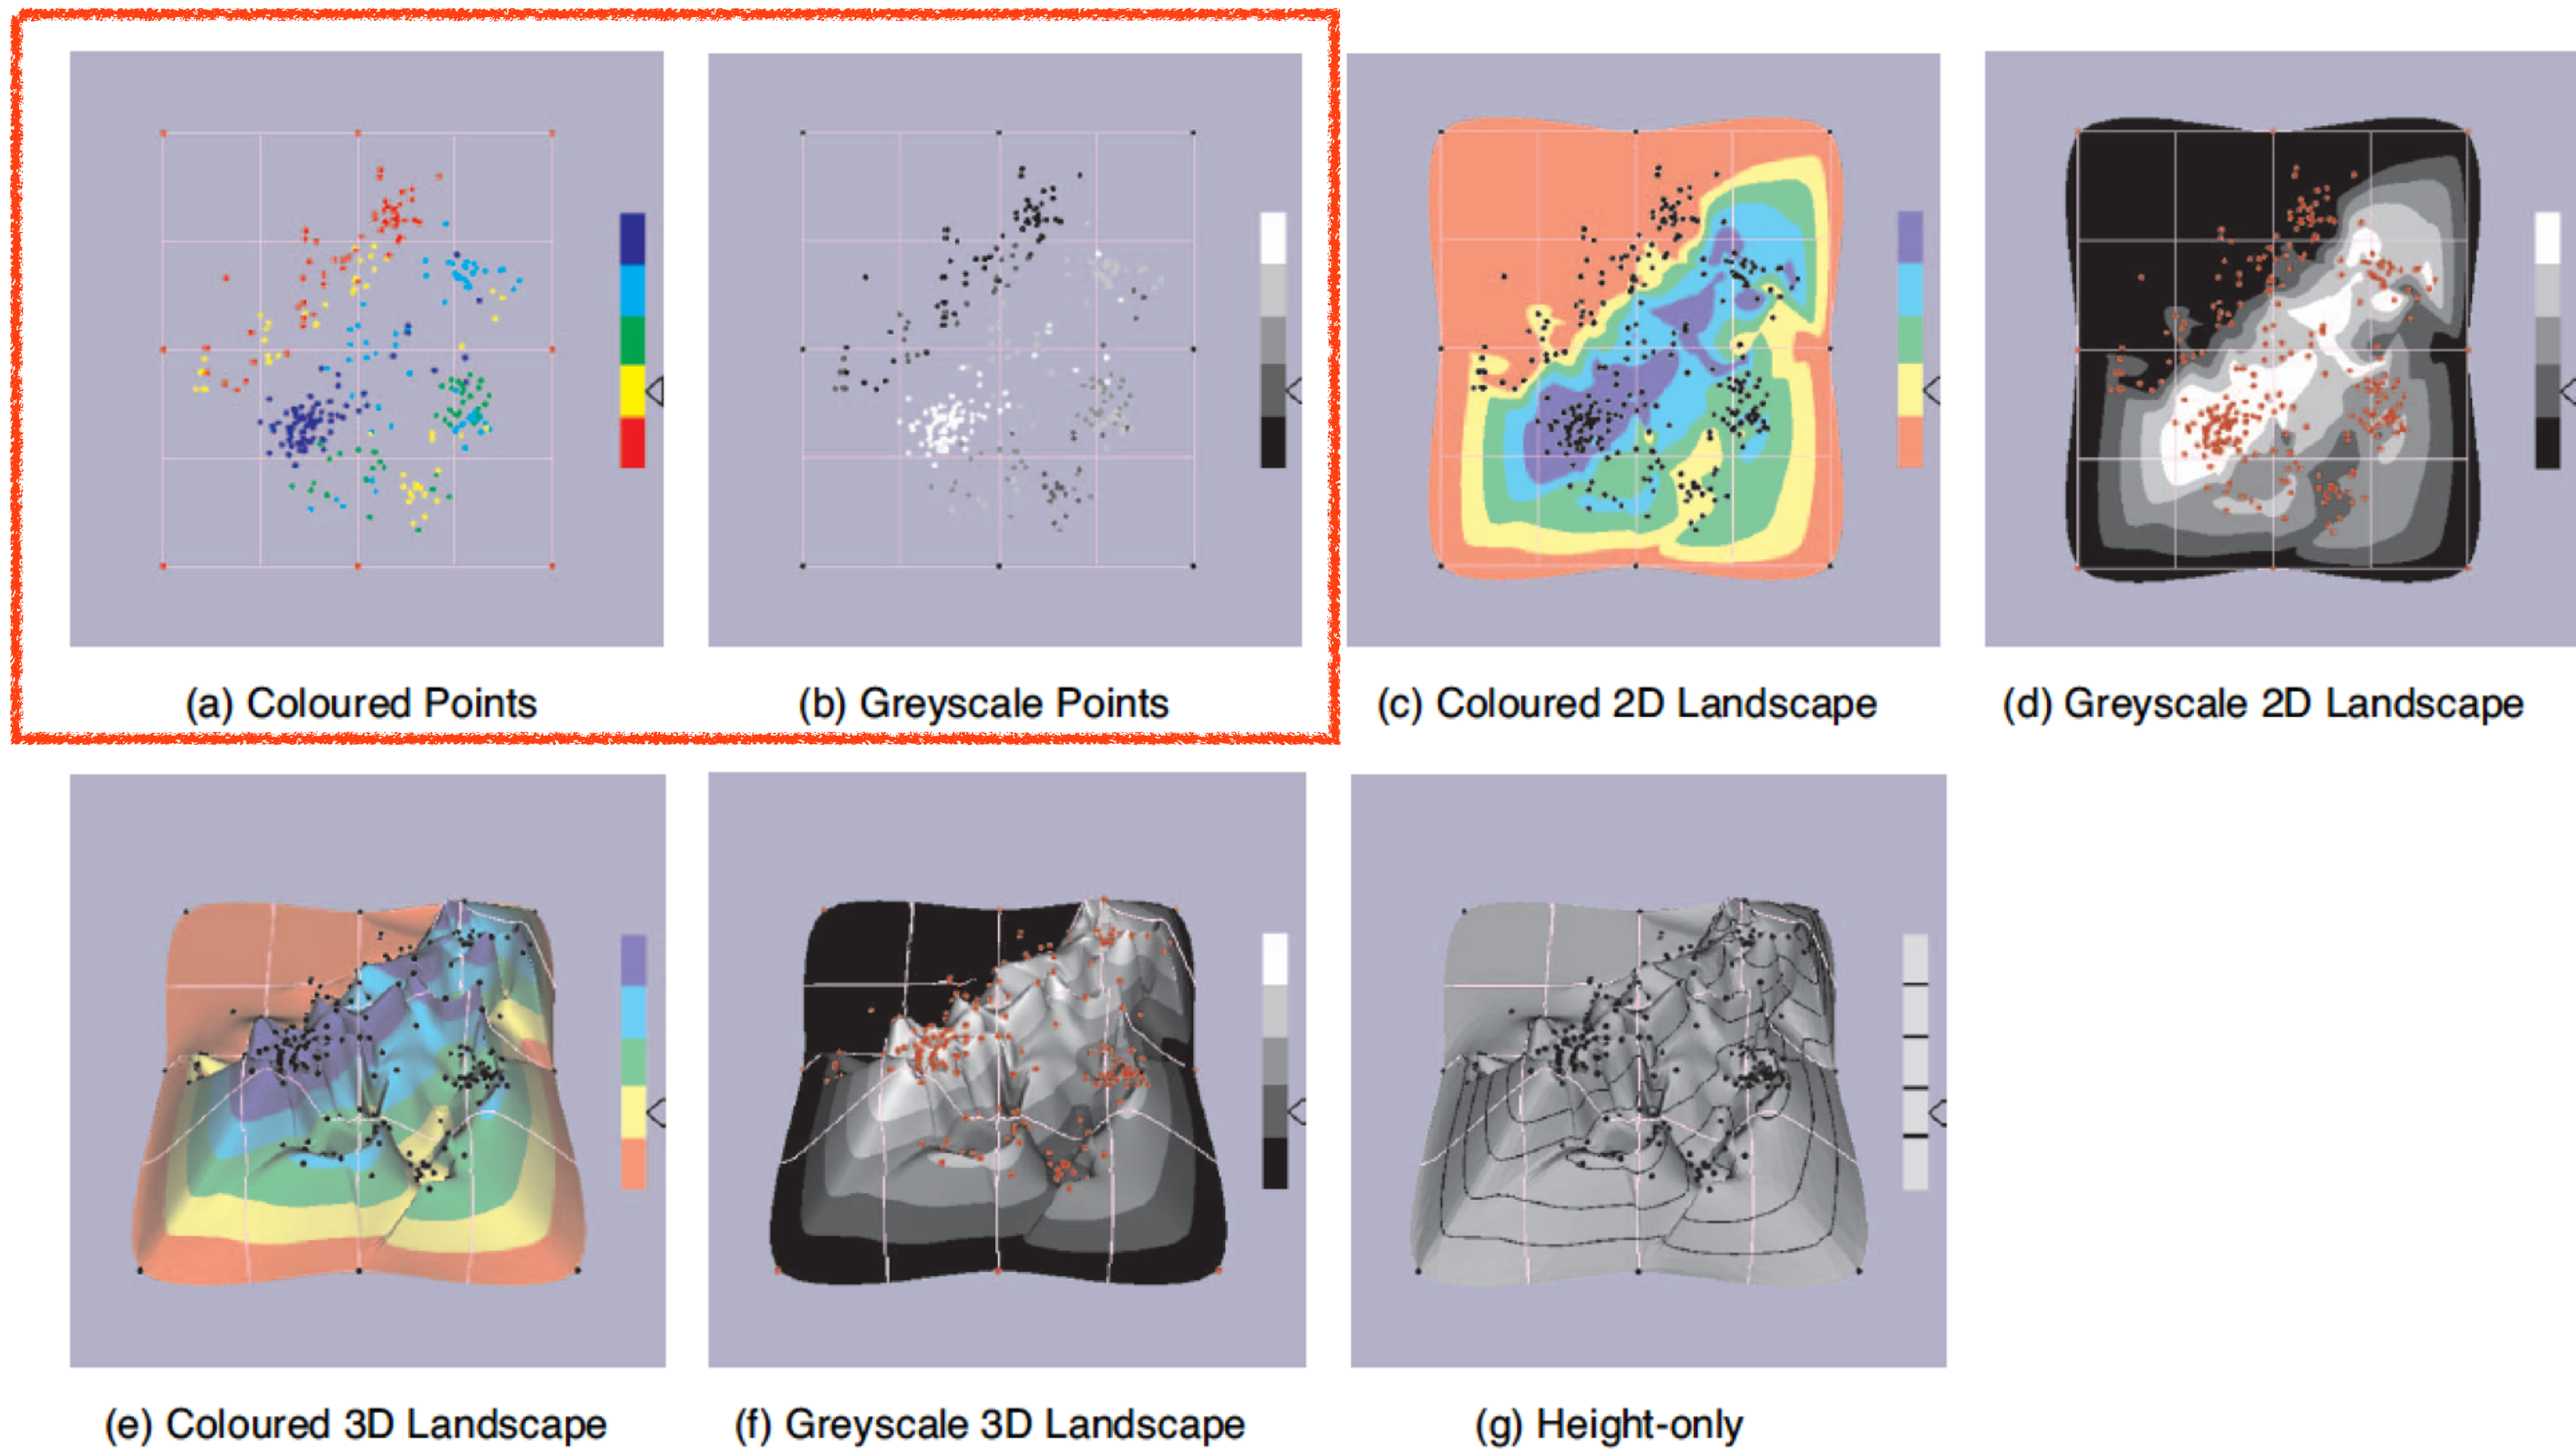 (a) Coloured Points
(b) Greyscale Points
(c) Coloured 2D Landscape
(d) Greyscale 2D Landscape
(e) Coloured 3D Landscape
(f) Greyscale 3D Landscape
(g) Height-only